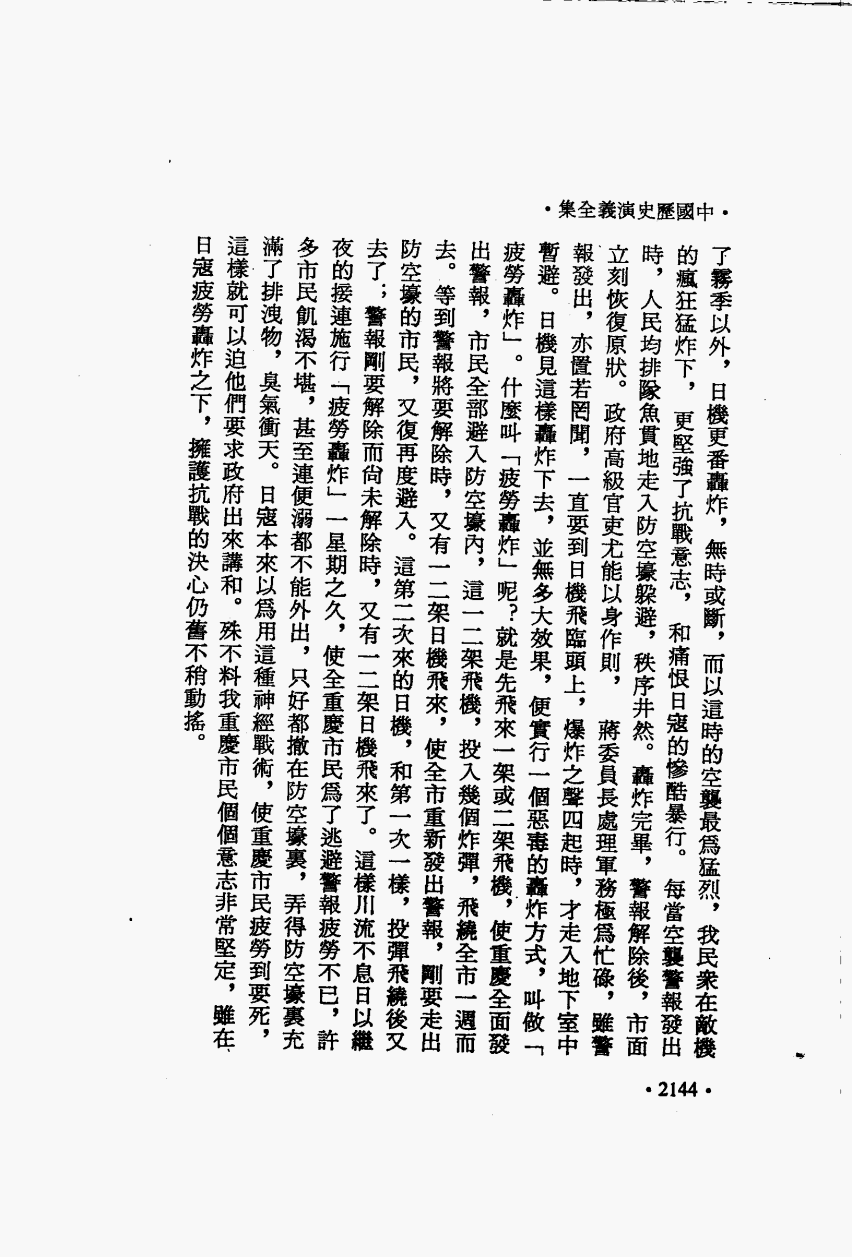 •中國歷史演義全集•
了霧季以外，日機更番轟炸，無時或斷，而以這時的空襲最爲猛烈，我民衆在敵機
的瘋狂猛炸下，更堅強了抗戰意志，和痛恨日寇的慘酷暴行。每當空襲警報發出
時，人民均排隊魚貫地走入防空壕躲避，秩序井然。轟炸完畢，警報解除後，市面
立刻恢復原狀。政府高級官吏尤能以身作則，蔣委員長處理軍務極爲忙碌，雖警
報發出，亦置若罔聞，一直要到日機飛臨頭上，爆炸之聲四起時，才走入地下室中
暫避。日機見這樣轟炸下去，並無多大效果，便實行一個惡毒的轟炸方式，叫做「
疲勞轟炸」。什麼叫「疲勞轟炸」呢？就是先飛來一架或二架飛機，使重慶全面發
出警報，市民全部避入防空壕內，這一二架飛機，投入幾個炸彈，飛繞全市一週而
去。等到警報將要解除時，又有一二架日機飛來，使全市重新發出警報，剛要走出
防空壕的市民，又復再度避入。這第二次來的日機，和第一次一樣，投彈飛繞後又
去了；警報剛要解除而尙未解除時，又有一二架日機飛來了。這樣川流不息日以繼
夜的接連施行「疲勞轟炸」一星期之久，使全重慶市民爲了逃避警報疲勞不已，許
多市民飢渴不堪，甚至連便溺都不能外出，只好都撤在防空壕裏，弄得防空壕裏充
滿了排洩物，臭氣衝天。日寇本來以爲用這種神經戰術，使重慶市民疲勞到要死，
這樣就可以迫他們要求政府出來講和。殊不料我重慶市民個個意志非常堅定，雖在
日寇疲勞轟炸之下，擁護抗戰的決心仍舊不稍動搖。
•2144•